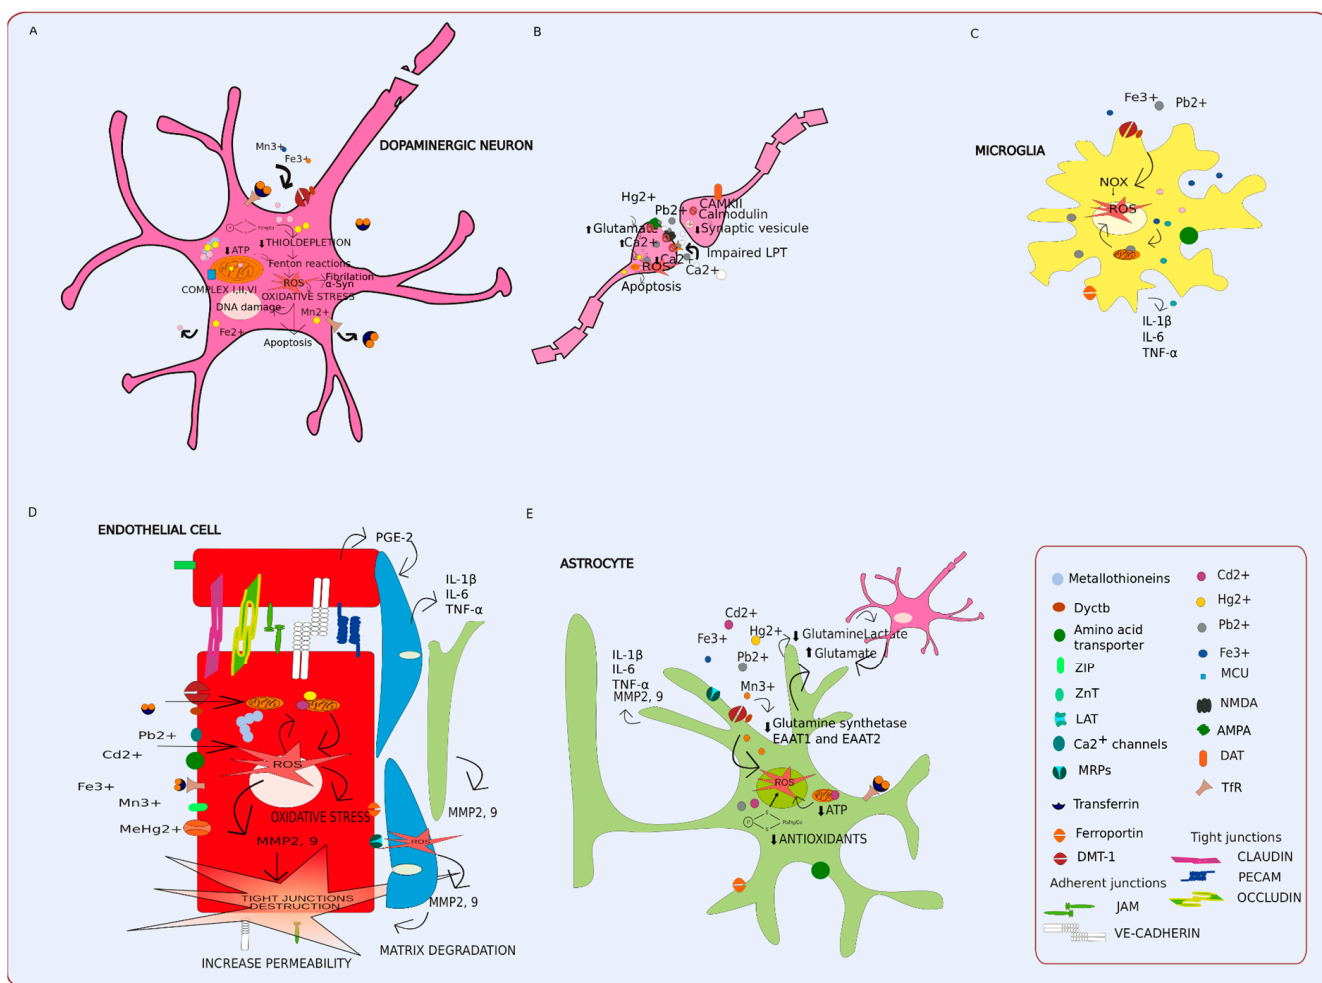 A
Mn3+
Fe3+
DOPAMINERGIC NEURON
THIOLDEPLETION
ATP
Fenton reactions
ROS
Fibrilation
α-Syn
COMPLEX I,II,VI
OXIDATIVE STRESS
DNA damage
Mn2+
Fe2+
Apoptosis
B
Hg2+
Pb2+
CAMKII
Calmodulin
Glutamate
Synaptic vesicule
Ca2+
Impaired LPT
Ca2+
ROS
Ca2+
Apoptosis
C
Fe3+
Pb2+
MICROGLIA
NOX
ROS
IL-1β
IL-6
TNF-α
D
ENDOTHELIAL CELL
PGE-2
IL-1β
IL-6
TNF-α
Pb2+
Cd2+
ROS
Fe3+
Mn3+
OXIDATIVE STRESS
MMP2, 9
MeHg2+
MMP2, 9
ROS
TIGHT JUNCTIONS
DESTRUCTION
MMP2, 9
MATRIX DEGRADATION
INCREASE PERMEABILITY
E
ASTROCYTE
Cd2+
Hg2+
Fe3+
GlutamineLactate
Glutamate
Pb2+
IL-1β
IL-6
TNF-α
MMP2, 9
Mn3+
Glutamine synthetase
EAAT1 and EAAT2
ROS
ATP
P
S
S
Pb/Hg/Cd
ANTIOXIDANTS
Metallothioneins
Dyctb
Amino acid
transporter
ZIP
ZnT
LAT
Ca2+ channels
MRPs
Transferrin
Ferroportin
DMT-1
Cd2+
Hg2+
Pb2+
Fe3+
MCU
NMDA
AMPA
DAT
TfR
Tight junctions
CLAUDIN
PECAM
OCCLUDIN
Adherent junctions
JAM
VE-CADHERIN